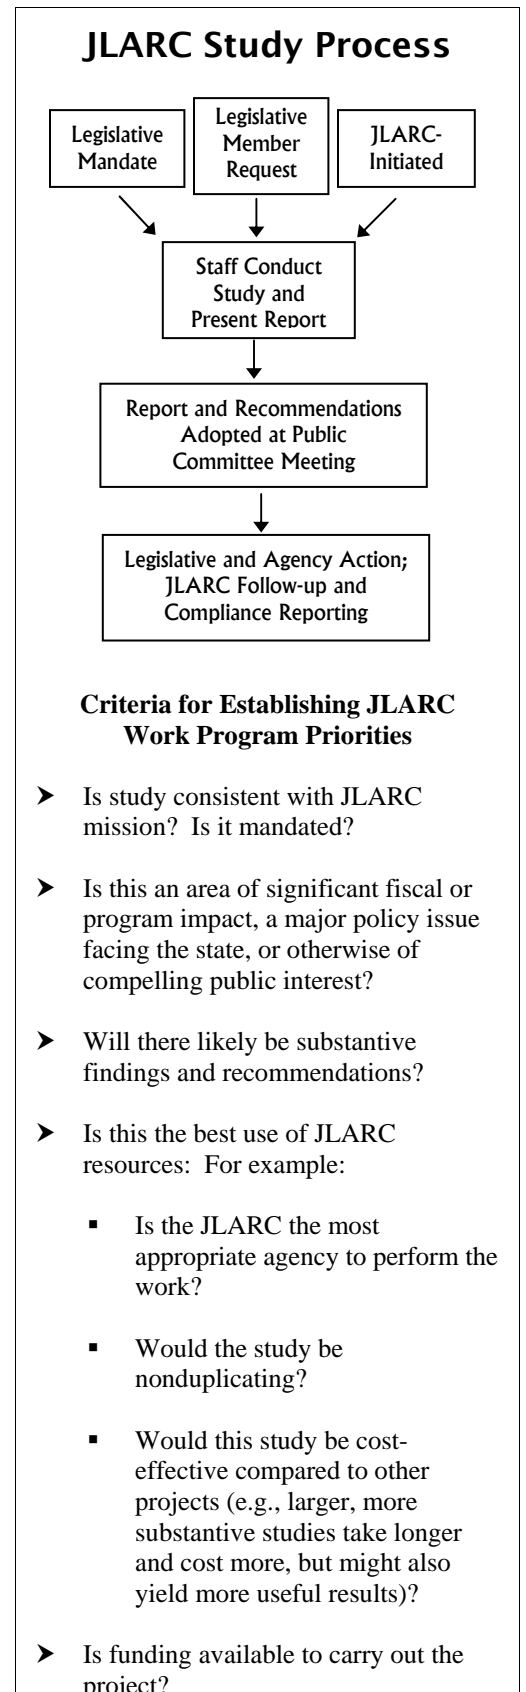 JLARC Study Process
Legislative
Mandate
Legislative
Member
Request
JLARC-
Initiated
Staff Conduct
Study and
Present Report
Report and Recommendations
Adopted at Public
Committee Meeting
Legislative and Agency Action;
JLARC Follow-up and
Compliance Reporting
Criteria for Establishing JLARC
Work Program Priorities
➤ Is study consistent with JLARC
mission?  Is it mandated?
➤ Is this an area of significant fiscal or
program impact, a major policy issue
facing the state, or otherwise of
compelling public interest?
➤ Will there likely be substantive
findings and recommendations?
➤ Is this the best use of JLARC
resources:  For example:
▪ Is the JLARC the most
appropriate agency to perform the
work?
▪ Would the study be
nonduplicating?
▪ Would this study be cost-
effective compared to other
projects (e.g., larger, more
substantive studies take longer
and cost more, but might also
yield more useful results)?
➤ Is funding available to carry out the
project?